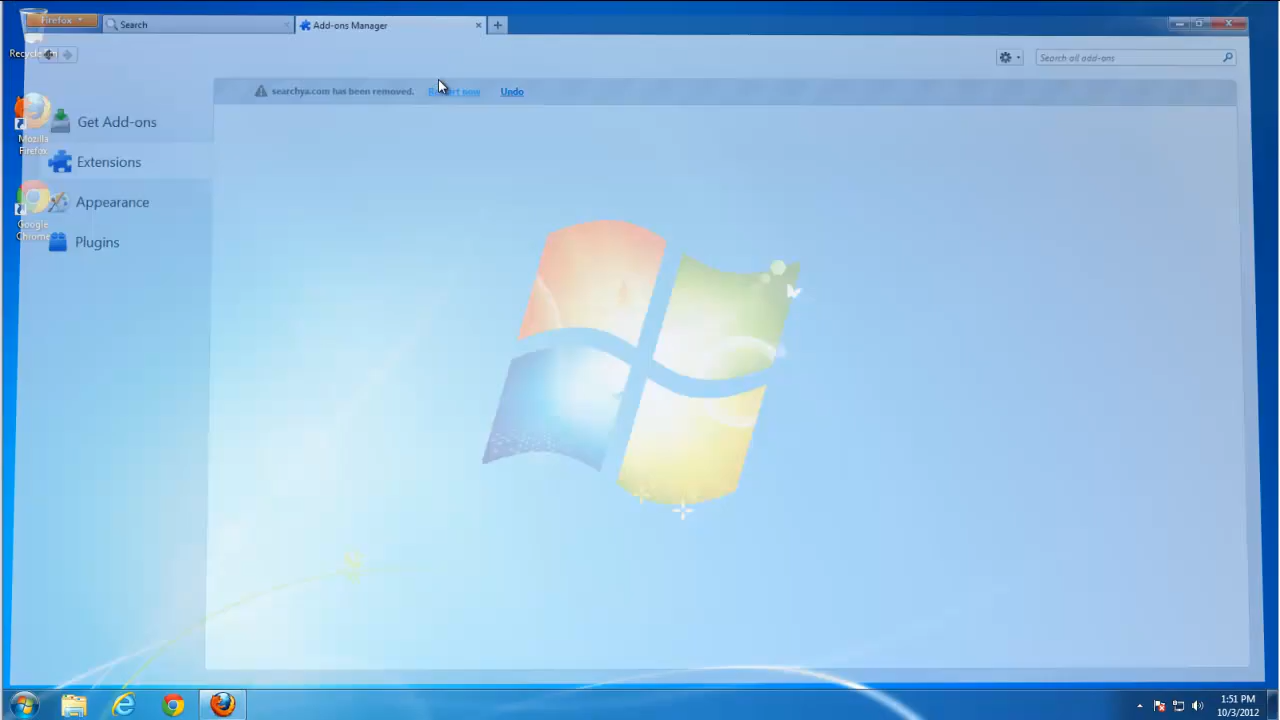 Firefox
Search
Add-ons Manager
Search all add-ons
searchya.com has been removed. Restart now Undo
Get Add-ons
Mozilla
Firefox
Extensions
Appearance
Google
Chrome
Plugins
1:51 PM
10/3/2012